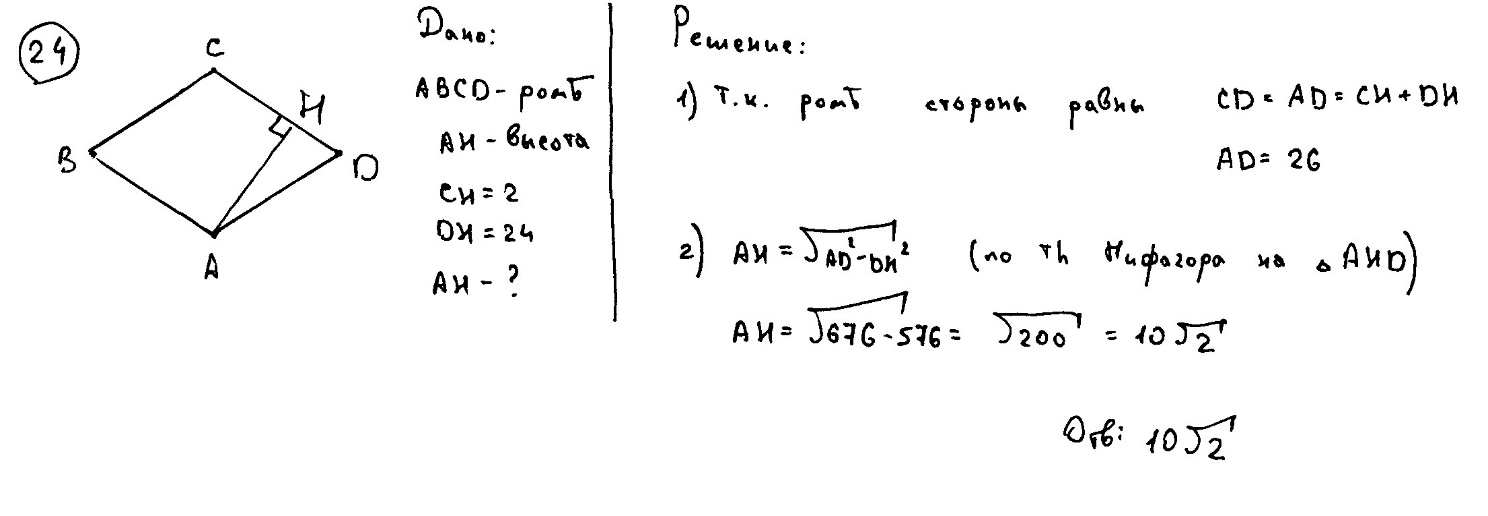 24
C
H
B
D
A
Дано:
ABCD - ромб
AH - высота
CH = 2
DH = 24
AH - ?
Решение:
1) Т.к. ромб стороны равны CD = AD = CH + DH
AD = 26
2) AH = √AD² - DH² (по th Пифагора на △ AHD)
AH = √676 - 576 = √200 = 10√2
Отв: 10√2